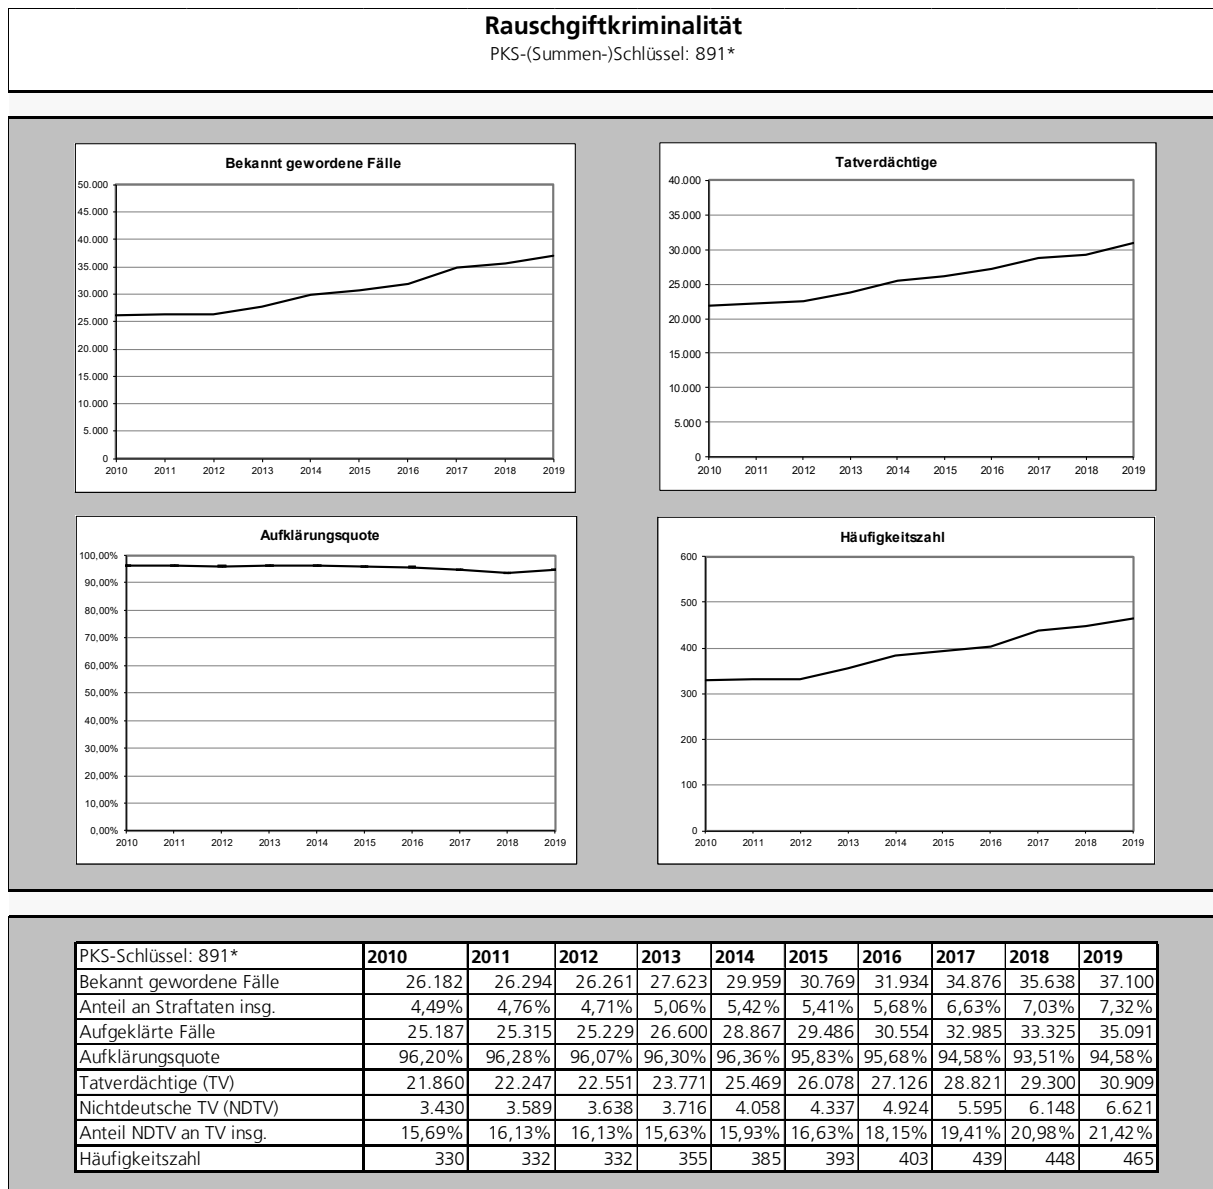 Rauschgiftkriminalität
PKS-(Summen-)Schlüssel: 891*
Bekannt gewordene Fälle
50.000
45.000
40.000
35.000
30.000
25.000
20.000
15.000
10.000
5.000
0
2010 2011 2012 2013 2014 2015 2016 2017 2018 2019
Tatverdächtige
40.000
35.000
30.000
25.000
20.000
15.000
10.000
5.000
0
2010 2011 2012 2013 2014 2015 2016 2017 2018 2019
Aufklärungsquote
100,00%
90,00%
80,00%
70,00%
60,00%
50,00%
40,00%
30,00%
20,00%
10,00%
0,00%
2010 2011 2012 2013 2014 2015 2016 2017 2018 2019
Häufigkeitszahl
600
500
400
300
200
100
0
2010 2011 2012 2013 2014 2015 2016 2017 2018 2019
PKS-Schlüssel: 891* 2010 2011 2012 2013 2014 2015 2016 2017 2018 2019
Bekannt gewordene Fälle 26.182 26.294 26.261 27.623 29.959 30.769 31.934 34.876 35.638 37.100
Anteil an Straftaten insg. 4,49% 4,76% 4,71% 5,06% 5,42% 5,41% 5,68% 6,63% 7,03% 7,32%
Aufgeklärte Fälle 25.187 25.315 25.229 26.600 28.867 29.486 30.554 32.985 33.325 35.091
Aufklärungsquote 96,20% 96,28% 96,07% 96,30% 96,36% 95,83% 95,68% 94,58% 93,51% 94,58%
Tatverdächtige (TV) 21.860 22.247 22.551 23.771 25.469 26.078 27.126 28.821 29.300 30.909
Nichtdeutsche TV (NDTV) 3.430 3.589 3.638 3.716 4.058 4.337 4.924 5.595 6.148 6.621
Anteil NDTV an TV insg. 15,69% 16,13% 16,13% 15,63% 15,93% 16,63% 18,15% 19,41% 20,98% 21,42%
Häufigkeitszahl 330 332 332 355 385 393 403 439 448 465